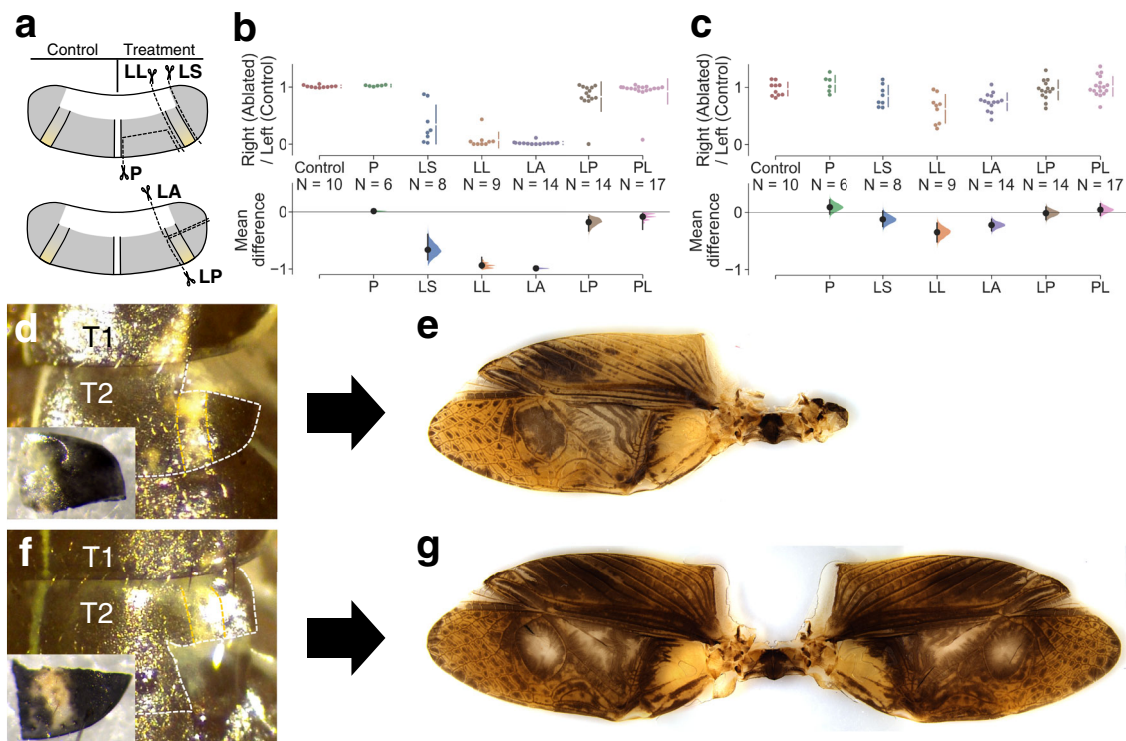 a
Control Treatment
LL LS
P
LA
LP
b
Right (Ablated)
/ Left (Control)
1
0
Control P LS LL LA LP PL
N = 10 N = 6 N = 8 N = 9 N = 14 N = 14 N = 17
Mean
difference
0
−1
P LS LL LA LP PL
c
Right (Ablated)
/ Left (Control)
1
0
Control P LS LL LA LP PL
N = 10 N = 6 N = 8 N = 9 N = 14 N = 14 N = 17
Mean
difference
0
−1
P LS LL LA LP PL
d
T1
T2
e
f
T1
T2
g